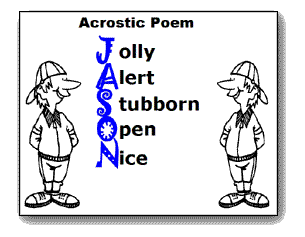 Acrostic Poem
Jolly
Alert
Stubborn
Open
Nice